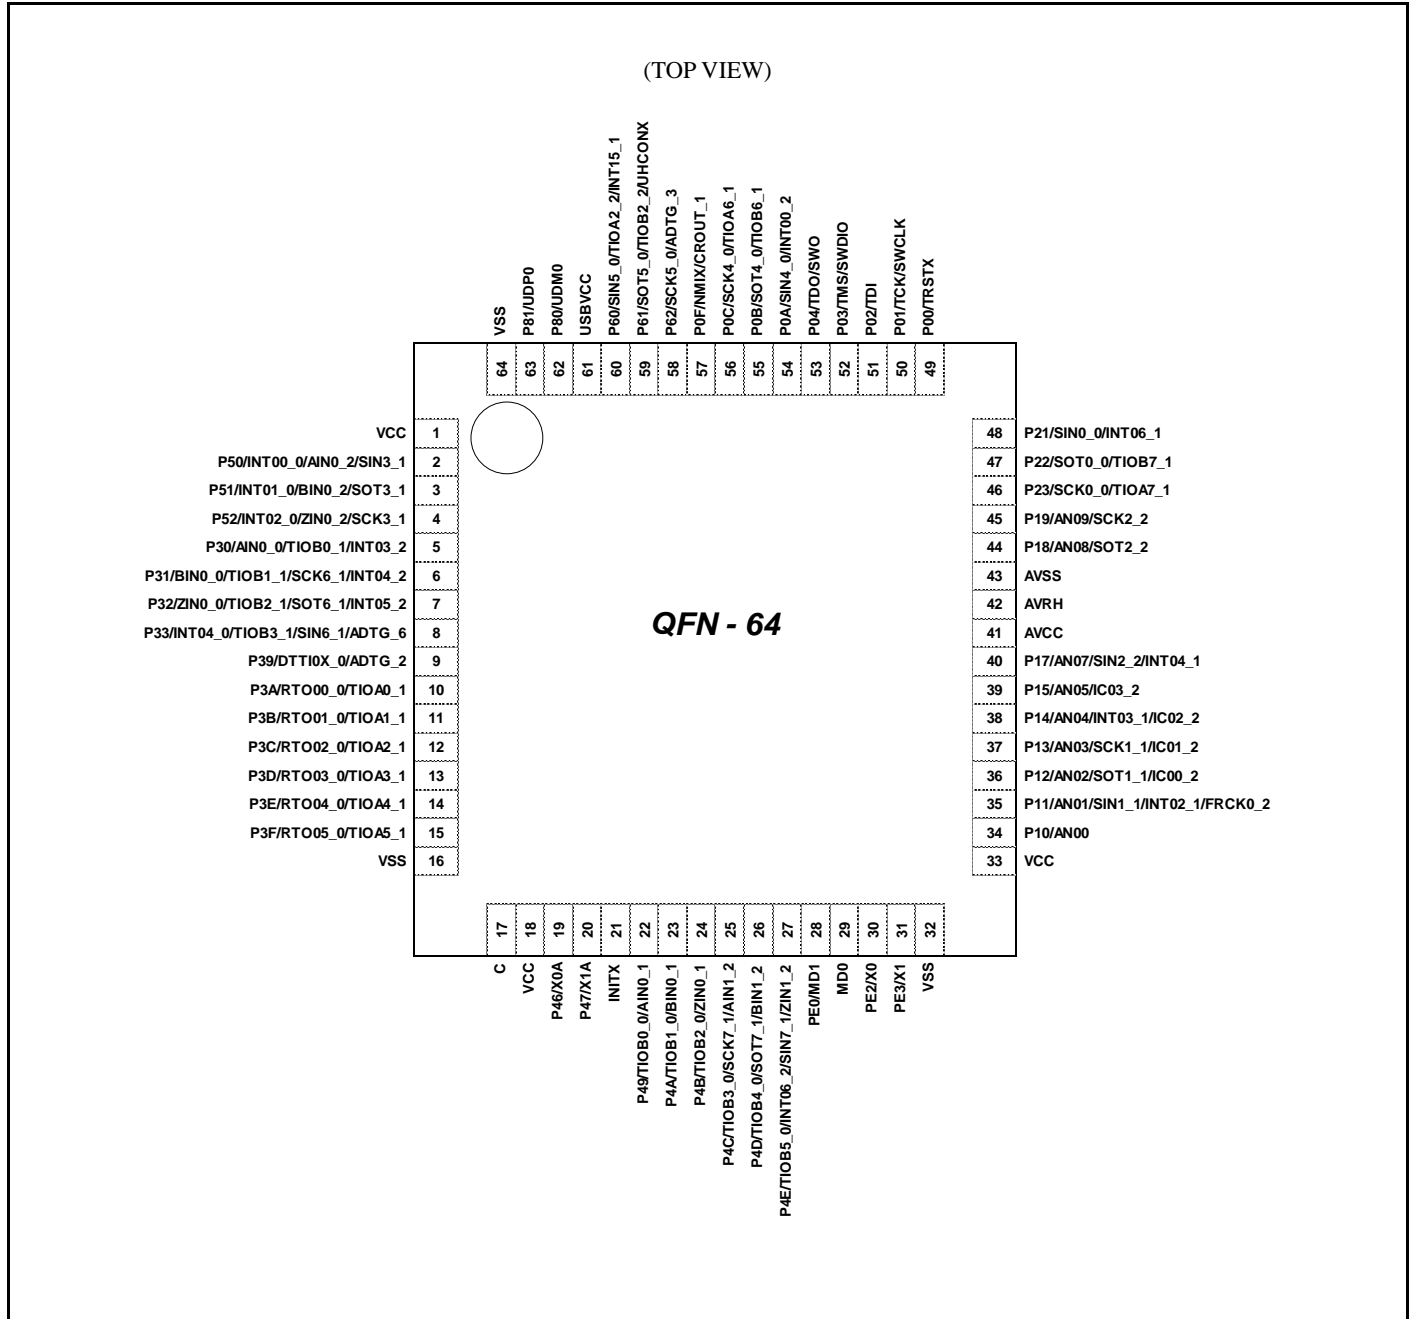 (TOP VIEW)
VSS
P81/UDP0
P80/UDM0
USBVCC
P60/SIN5_0/TIOA2_2/INT15_1
P61/SOT5_0/TIOB2_2/UHCONX
P62/SCK5_0/ADTG_3
P0F/NMIX/CROUT_1
P0C/SCK4_0/TIOA6_1
P0B/SOT4_0/TIOB6_1
P0A/SIN4_0/INT00_2
P04/TDO/SWO
P03/TMS/SWDIO
P02/TDI
P01/TCK/SWCLK
P00/TRSTX
64
63
62
61
60
59
58
57
56
55
54
53
52
51
50
49
VCC 1
P50/INT00_0/AIN0_2/SIN3_1 2
P51/INT01_0/BIN0_2/SOT3_1 3
P52/INT02_0/ZIN0_2/SCK3_1 4
P30/AIN0_0/TIOB0_1/INT03_2 5
P31/BIN0_0/TIOB1_1/SCK6_1/INT04_2 6
P32/ZIN0_0/TIOB2_1/SOT6_1/INT05_2 7
P33/INT04_0/TIOB3_1/SIN6_1/ADTG_6 8
P39/DTTI0X_0/ADTG_2 9
P3A/RTO00_0/TIOA0_1 10
P3B/RTO01_0/TIOA1_1 11
P3C/RTO02_0/TIOA2_1 12
P3D/RTO03_0/TIOA3_1 13
P3E/RTO04_0/TIOA4_1 14
P3F/RTO05_0/TIOA5_1 15
VSS 16
QFN - 64
48 P21/SIN0_0/INT06_1
47 P22/SOT0_0/TIOB7_1
46 P23/SCK0_0/TIOA7_1
45 P19/AN09/SCK2_2
44 P18/AN08/SOT2_2
43 AVSS
42 AVRH
41 AVCC
40 P17/AN07/SIN2_2/INT04_1
39 P15/AN05/IC03_2
38 P14/AN04/INT03_1/IC02_2
37 P13/AN03/SCK1_1/IC01_2
36 P12/AN02/SOT1_1/IC00_2
35 P11/AN01/SIN1_1/INT02_1/FRCK0_2
34 P10/AN00
33 VCC
17
18
19
20
21
22
23
24
25
26
27
28
29
30
31
32
C
VCC
P46/X0A
P47/X1A
INITX
P49/TIOB0_0/AIN0_1
P4A/TIOB1_0/BIN0_1
P4B/TIOB2_0/ZIN0_1
P4C/TIOB3_0/SCK7_1/AIN1_2
P4D/TIOB4_0/SOT7_1/BIN1_2
P4E/TIOB5_0/INT06_2/SIN7_1/ZIN1_2
PE0/MD1
MD0
PE2/X0
PE3/X1
VSS